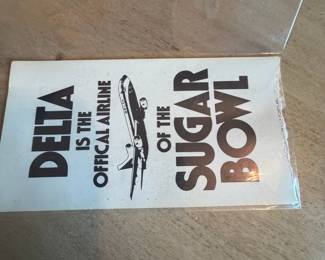 DELTA
IS THE
OFFICAL AIRLINE
OF THE
SUGAR
BOWL